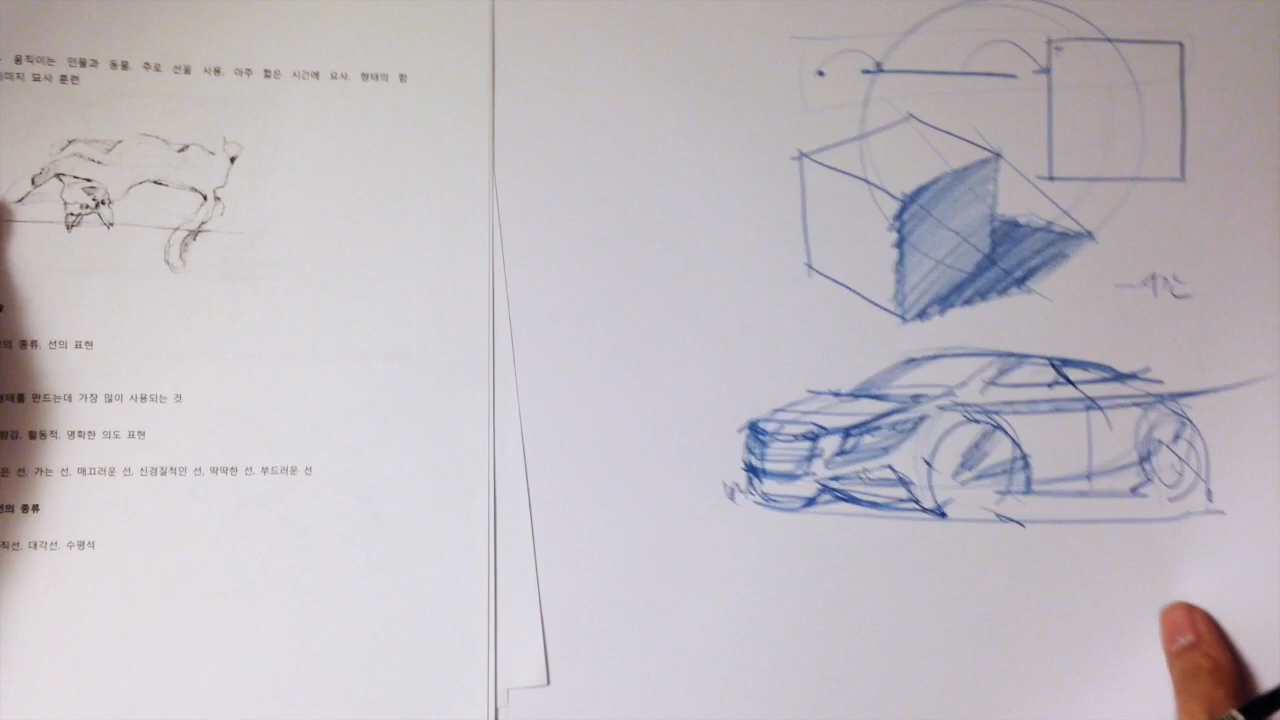 움직이는 인물과 동물. 주로 선을 사용. 아주 짧은 시간에 묘사. 형태의 함
이미지 묘사 훈련
의 종류, 선의 표현
형태를 만드는데 가장 많이 사용되는 것
량감, 활동적, 명확한 의도 표현
은 선, 가는 선, 매끄러운 선, 신경질적인 선, 딱딱한 선, 부드러운 선
선의 종류
직선, 대각선, 수평석